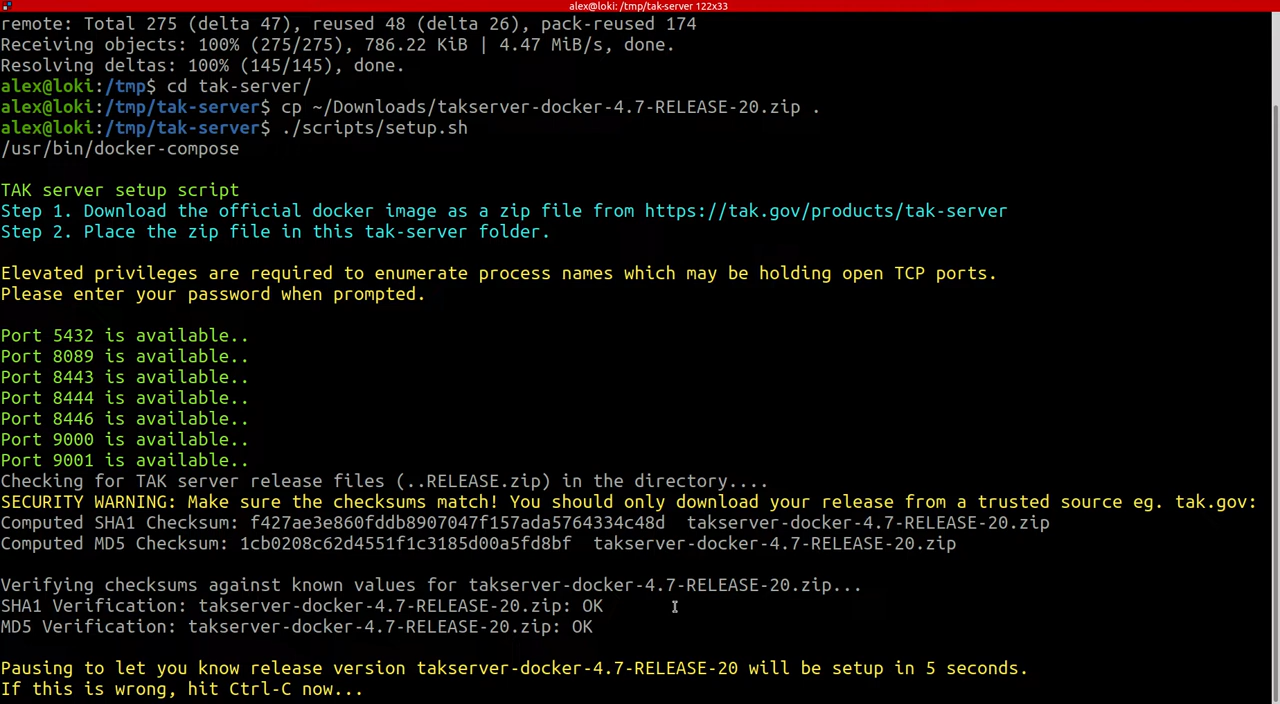 alex@loki: /tmp/tak-server 122x33
remote: Total 275 (delta 47), reused 48 (delta 26), pack-reused 174
Receiving objects: 100% (275/275), 786.22 KiB | 4.47 MiB/s, done.
Resolving deltas: 100% (145/145), done.
alex@loki:/tmp$ cd tak-server/
alex@loki:/tmp/tak-server$ cp ~/Downloads/takserver-docker-4.7-RELEASE-20.zip .
alex@loki:/tmp/tak-server$ ./scripts/setup.sh
/usr/bin/docker-compose
TAK server setup script
Step 1. Download the official docker image as a zip file from https://tak.gov/products/tak-server
Step 2. Place the zip file in this tak-server folder.
Elevated privileges are required to enumerate process names which may be holding open TCP ports.
Please enter your password when prompted.
Port 5432 is available..
Port 8089 is available..
Port 8443 is available..
Port 8444 is available..
Port 8446 is available..
Port 9000 is available..
Port 9001 is available..
Checking for TAK server release files (..RELEASE.zip) in the directory....
SECURITY WARNING: Make sure the checksums match! You should only download your release from a trusted source eg. tak.gov:
Computed SHA1 Checksum: f427ae3e860fddb8907047f157ada5764334c48d  takserver-docker-4.7-RELEASE-20.zip
Computed MD5 Checksum: 1cb0208c62d4551f1c3185d00a5fd8bf  takserver-docker-4.7-RELEASE-20.zip
Verifying checksums against known values for takserver-docker-4.7-RELEASE-20.zip...
SHA1 Verification: takserver-docker-4.7-RELEASE-20.zip: OK
MD5 Verification: takserver-docker-4.7-RELEASE-20.zip: OK
Pausing to let you know release version takserver-docker-4.7-RELEASE-20 will be setup in 5 seconds.
If this is wrong, hit Ctrl-C now...